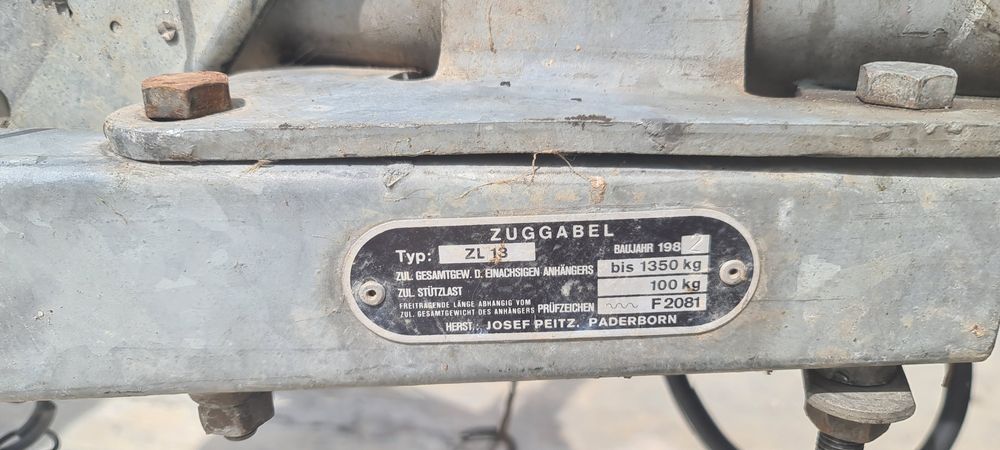 ZUGGABEL
Typ: ZL 13 BAUJAHR 1982
ZUL. GESAMTGEW. D. EINACHSIGEN ANHÄNGERS bis 1350 kg
ZUL. STÜTZLAST 100 kg
FREITRAGENDE LÄNGE ABHÄNGIG VOM
ZUL. GESAMTGEWICHT DES ANHÄNGERS PRÜFZEICHEN F 2081
HERST.: JOSEF PEITZ, PADERBORN